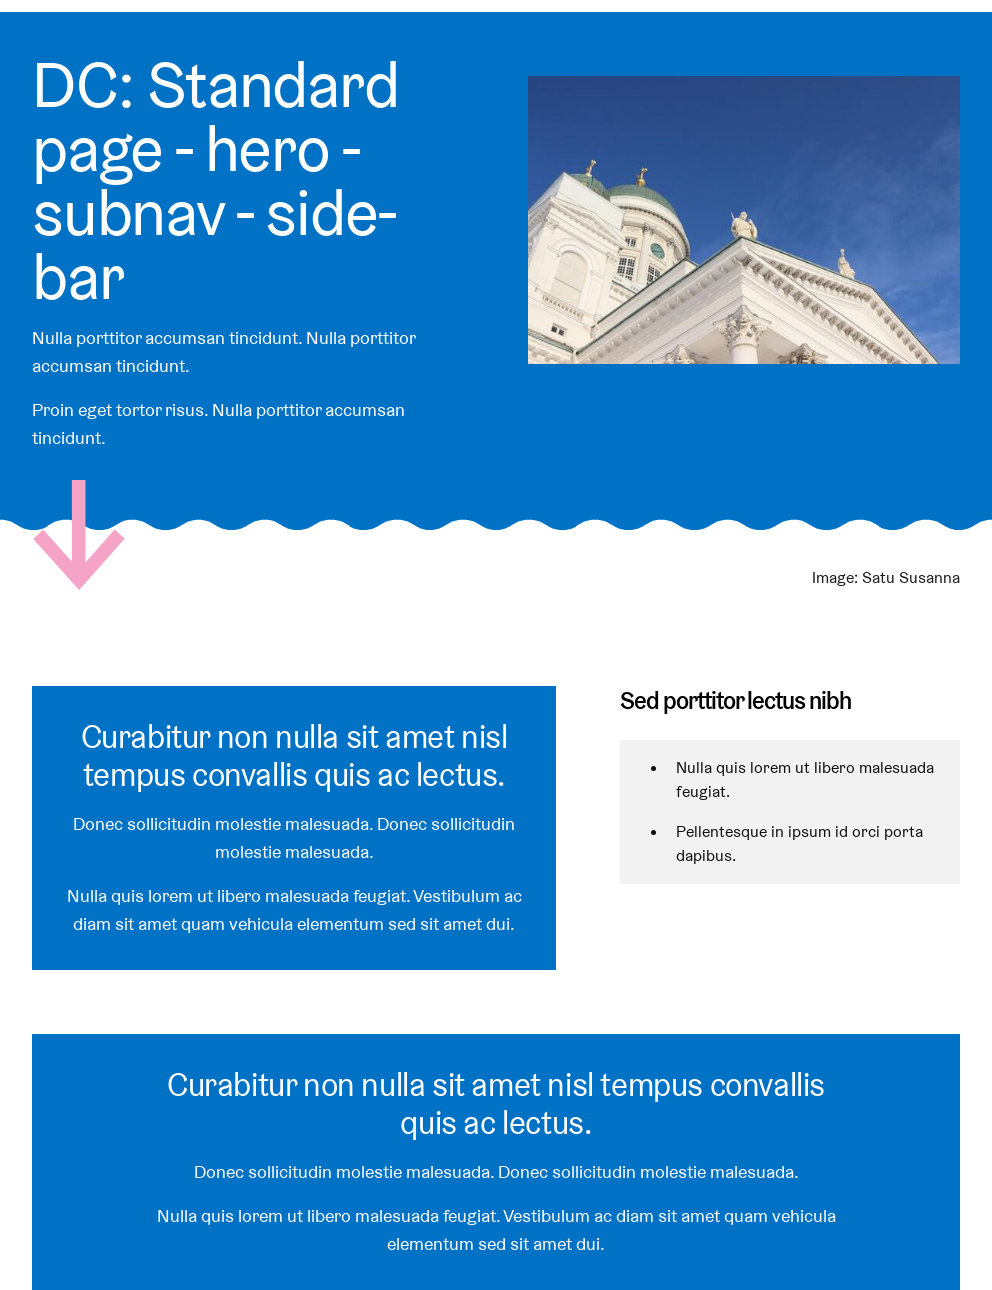 DC: Standard
page - hero -
subnav - side-
bar
Nulla porttitor accumsan tincidunt. Nulla porttitor
accumsan tincidunt.
Proin eget tortor risus. Nulla porttitor accumsan
tincidunt.
Image: Satu Susanna
Curabitur non nulla sit amet nisl
tempus convallis quis ac lectus.
Donec sollicitudin molestie malesuada. Donec sollicitudin
molestie malesuada.
Nulla quis lorem ut libero malesuada feugiat. Vestibulum ac
diam sit amet quam vehicula elementum sed sit amet dui.
Sed porttitor lectus nibh
• Nulla quis lorem ut libero malesuada
feugiat.
• Pellentesque in ipsum id orci porta
dapibus.
Curabitur non nulla sit amet nisl tempus convallis
quis ac lectus.
Donec sollicitudin molestie malesuada. Donec sollicitudin molestie malesuada.
Nulla quis lorem ut libero malesuada feugiat. Vestibulum ac diam sit amet quam vehicula
elementum sed sit amet dui.